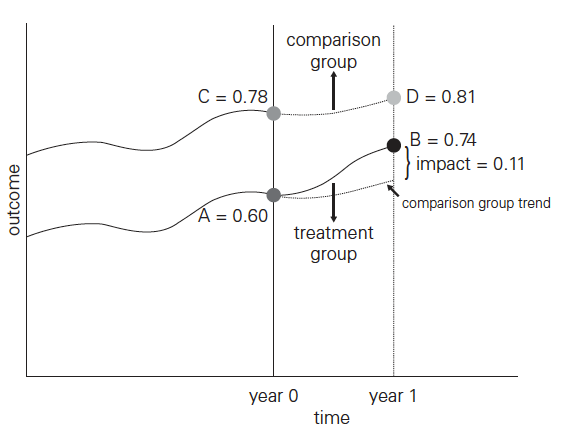 comparison
group
C = 0.78
D = 0.81
B = 0.74
impact = 0.11
outcome
A = 0.60
comparison group trend
treatment
group
year 0
year 1
time